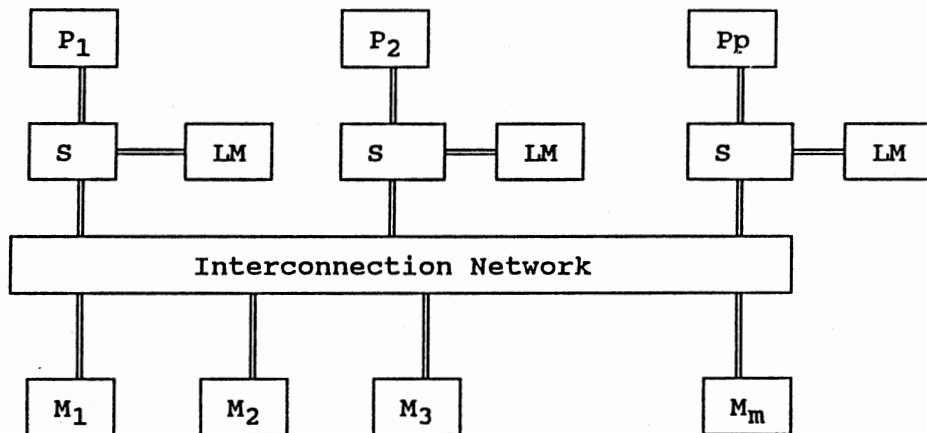 P1 P2 Pp
S LM S LM S LM
Interconnection Network
M1 M2 M3 Mm